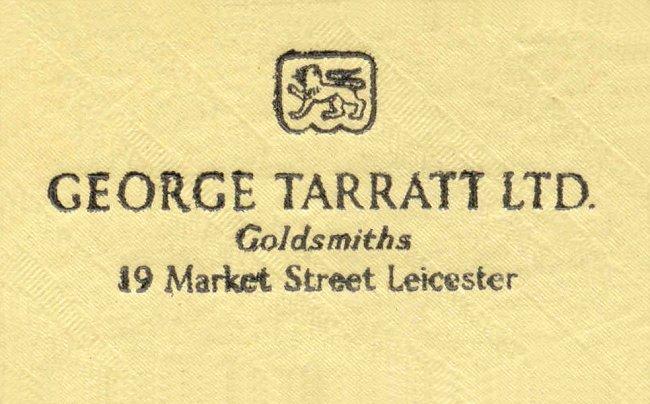 GEORGE TARRATT LTD.
Goldsmiths
19 Market Street Leicester